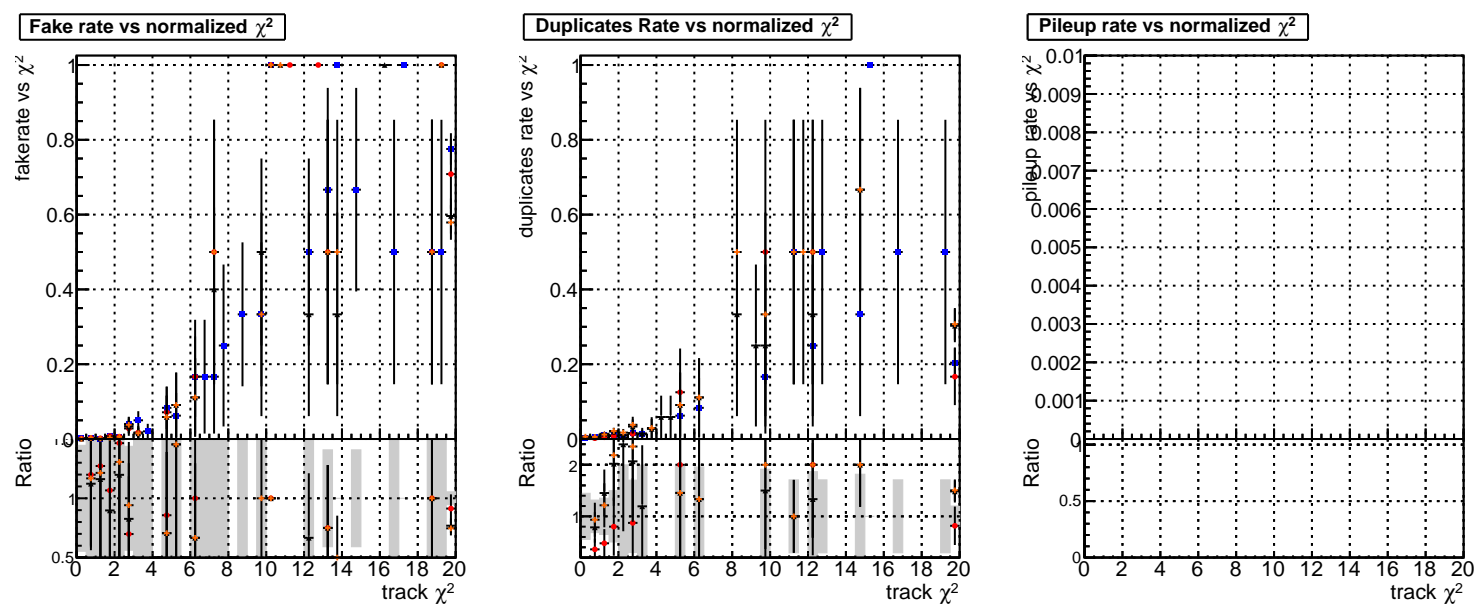 Fake rate vs normalized χ²
fakerate vs χ²
1
0.8
0.6
0.4
0.2
Ratio
1
0.5
0 2 4 6 8 10 12 14 16 18 20
track χ²
Duplicates Rate vs normalized χ²
duplicates rate vs χ²
1
0.8
0.6
0.4
0.2
0
Ratio
2
1
0 2 4 6 8 10 12 14 16 18 20
track χ²
Pileup rate vs normalized χ²
pileup rate vs χ²
0.01
0.009
0.008
0.007
0.006
0.005
0.004
0.003
0.002
0.001
0
Ratio
1
0.5
0
0 2 4 6 8 10 12 14 16 18 20
track χ²